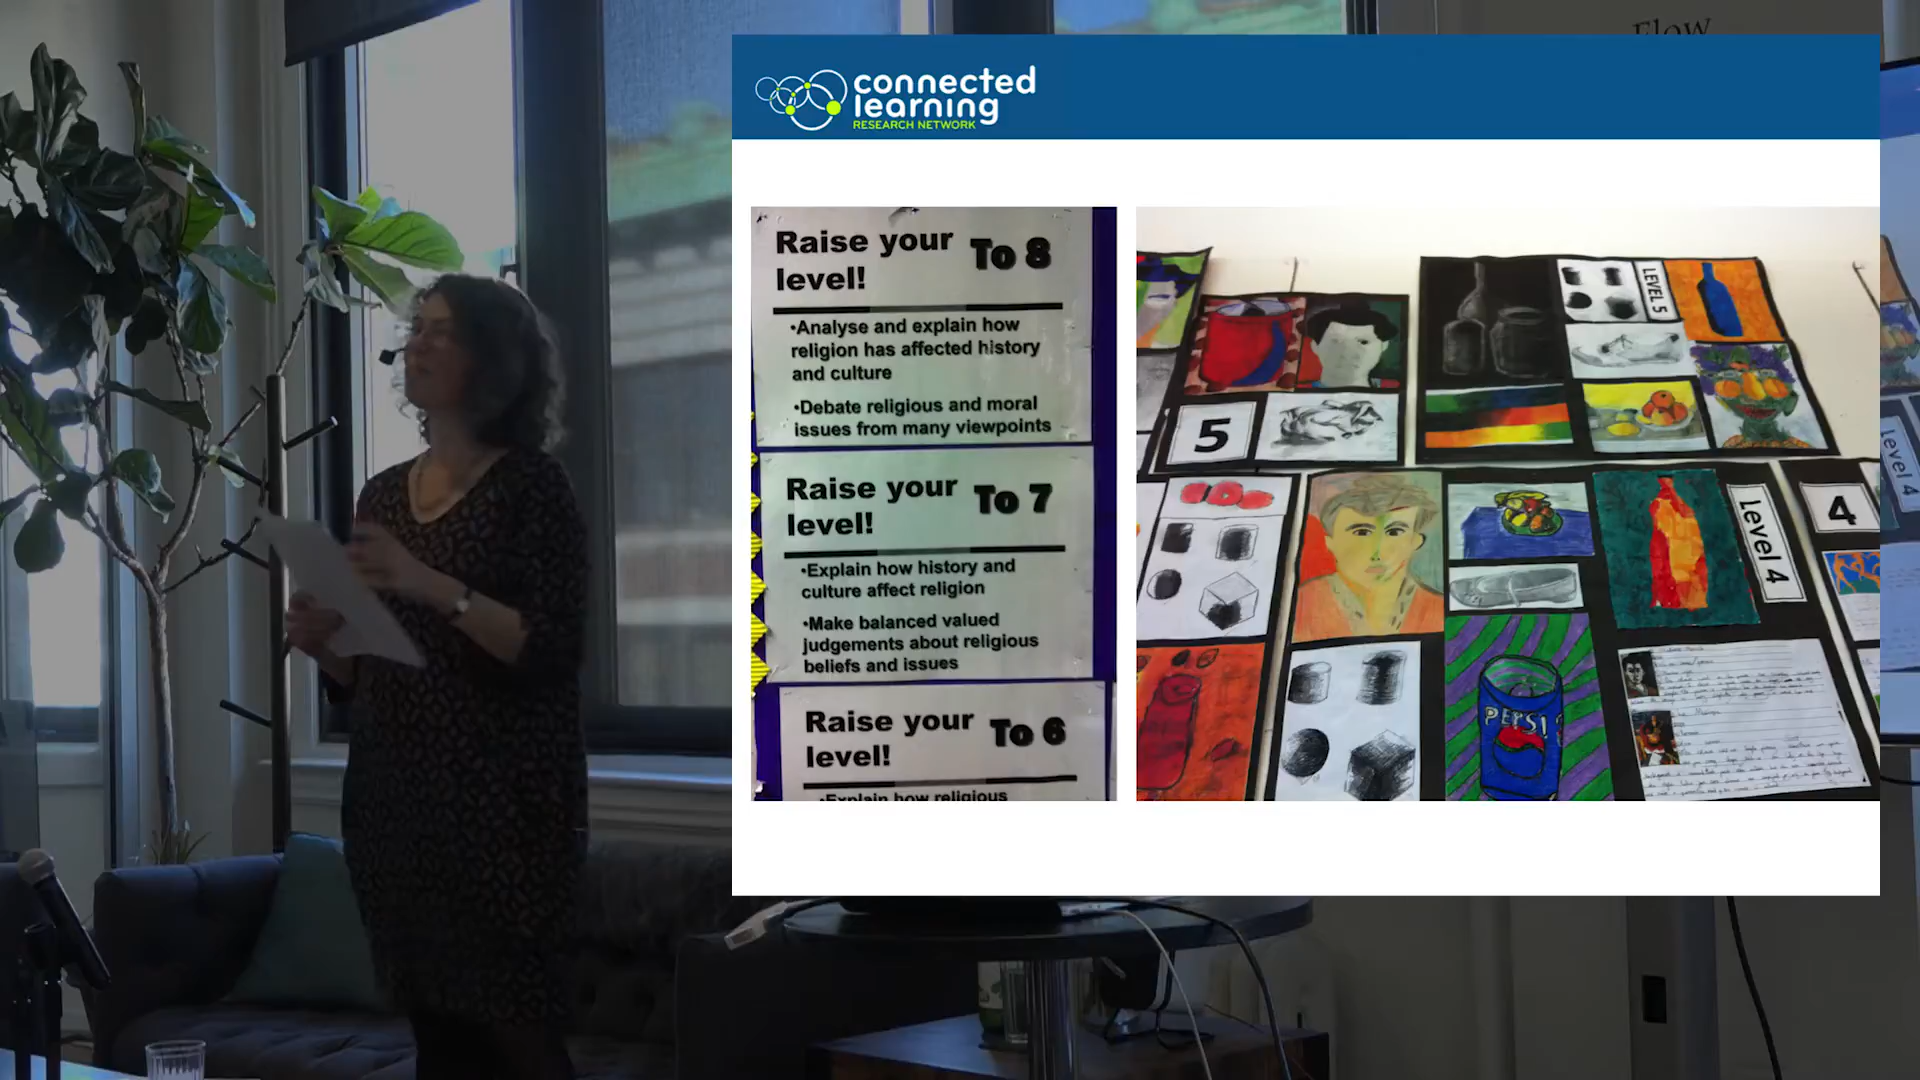 Flow
connected
learning
RESEARCH NETWORK
Raise your
level!
To 8
•Analyse and explain how
religion has affected history
and culture
•Debate religious and moral
issues from many viewpoints
Raise your
level!
To 7
•Explain how history and
culture affect religion
•Make balanced valued
judgements about religious
beliefs and issues
Raise your
level!
To 6
•Explain how religious
LEVEL 5
5
Level 4
4
PEPSI
Level 4